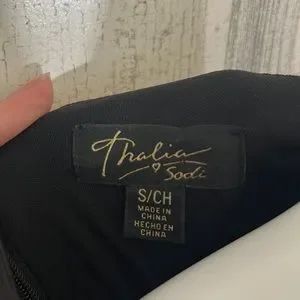 Thalia
Sodi
S/CH
MADE IN
CHINA
HECHO EN
CHINA